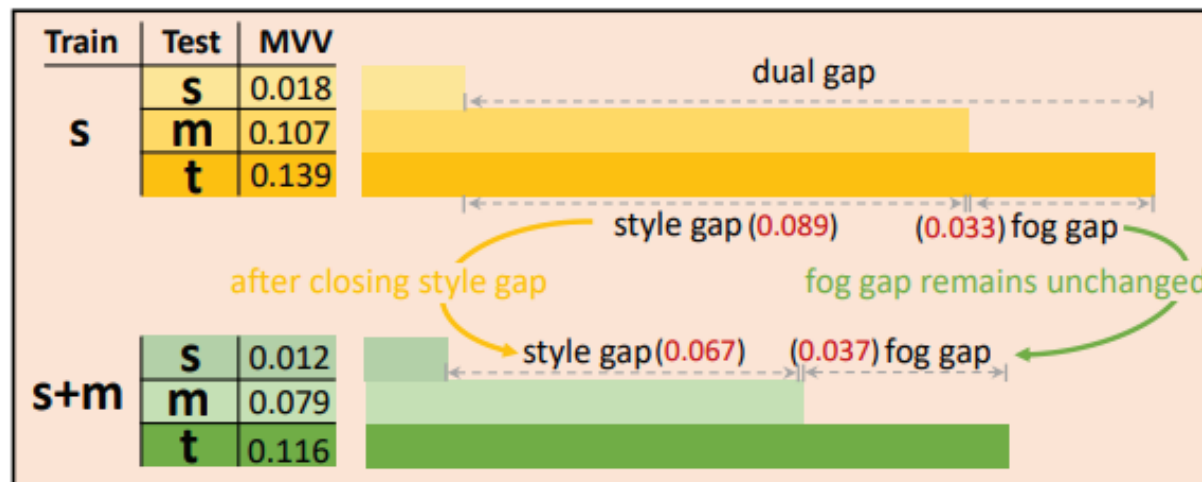 Train Test MVV
s 0.018
dual gap
s m 0.107
t 0.139
style gap (0.089) (0.033) fog gap
after closing style gap fog gap remains unchanged
s 0.012 style gap (0.067) (0.037) fog gap
s+m m 0.079
t 0.116